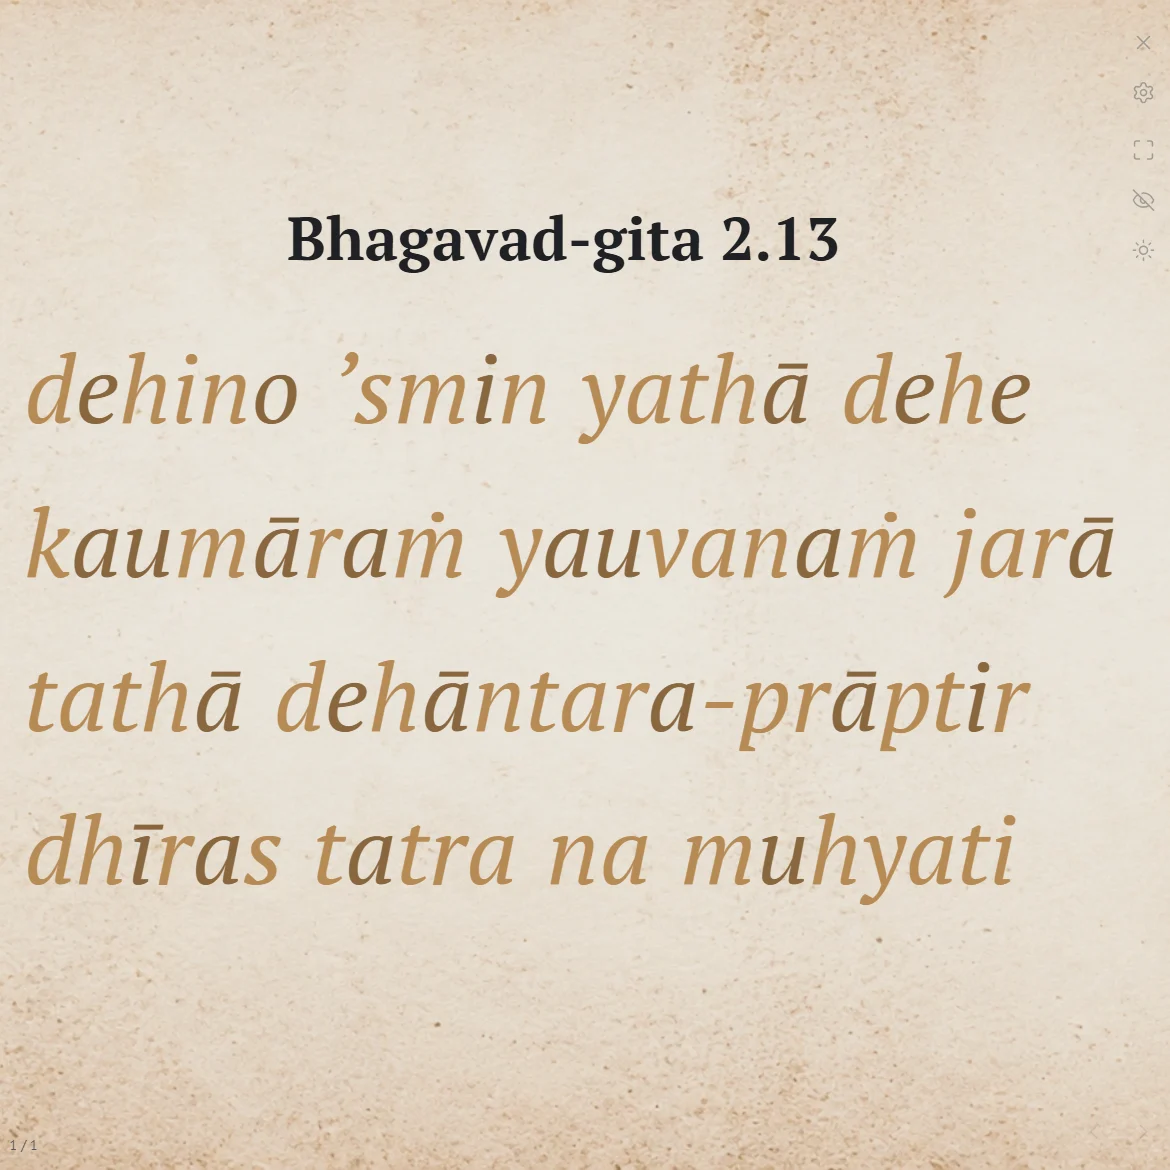 Bhagavad-gita 2.13
dehino ’smin yathā dehe
kaumāraṁ yauvanaṁ jarā
tathā dehāntara-prāptir
dhīras tatra na muhyati
1/1